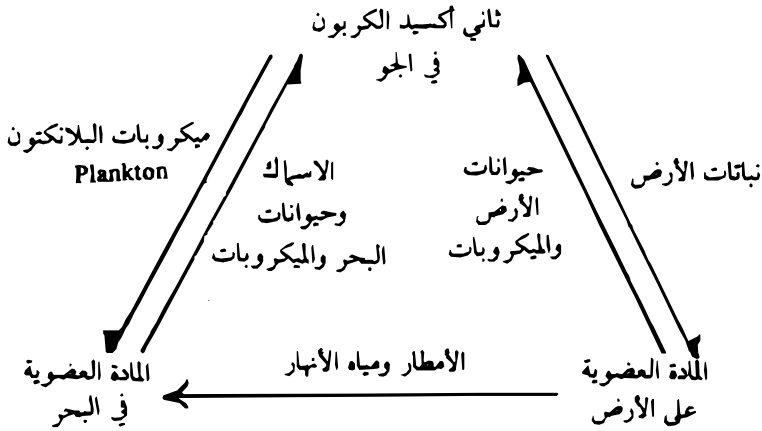 ثاني أكسيد الكربون
في الجو
ميكروبات البلانكتون
Plankton
الاسماك
وحيوانات
البحر والميكروبات
حيوانات
الأرض
والميكروبات
نباتات الأرض
المادة العضوية
على الأرض
الأمطار ومياه الأنهار
المادة العضوية
في البحر